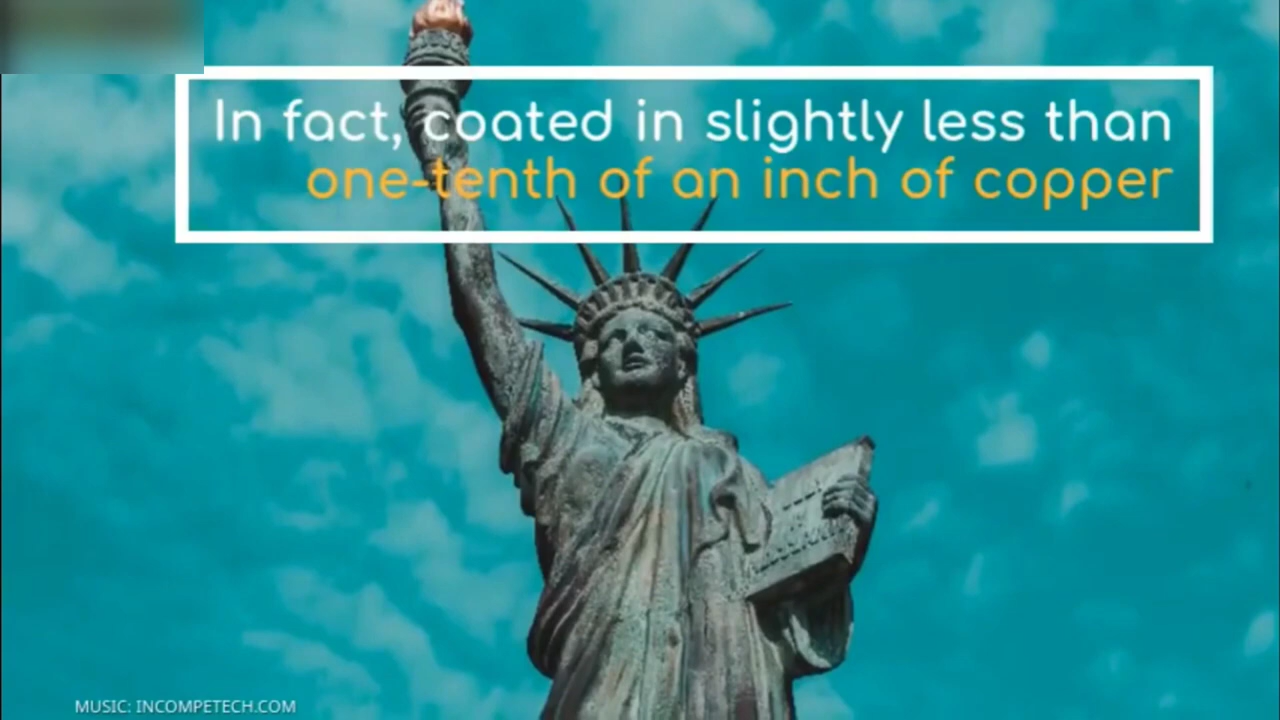 In fact, coated in slightly less than
one-tenth of an inch of copper
MUSIC: INCOMPETECH.COM